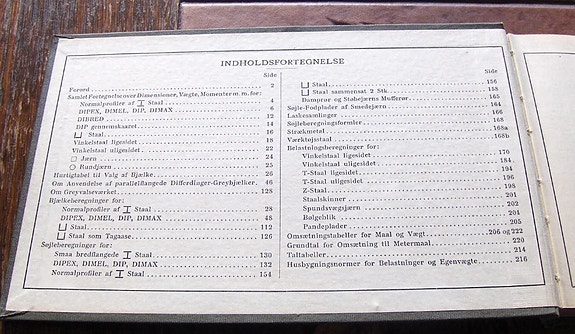 INDHOLDSFORTEGNELSE
Side
Forord 2
Samlet Fortegnelse over Dimensioner, Vægte, Momenter m. m. for:
Normalprofiler af I Staal 4
DIPEX, DIMEL, DIP, DIMAX 6
DIBRED 12
DIP gennemskaaret 14
Staal 16
Vinkelstaal ligesidet 18
Vinkelstaal uligesidet 22
□ Jærn 24
○ Rundjærn 25
Hurtigtabel til Valg af Bjælke 26
Om Anvendelse af parallelflangede Differdinger-Greybjælker 46
Om Greyvalseværket 128
Bjælkeberegninger for:
Normalprofiler af I Staal 28
DIPEX, DIMEL, DIP, DIMAX 48
Staal 112
Staal som Tagaase 126
Søjleberegninger for:
Smaa bredflangede I Staal 130
DIPEX, DIMEL, DIP, DIMAX 132
Normalprofiler af I Staal 154
Side
Staal 156
Staal sammensat 2 Stk. 158
Damprør og Støbejærns Mufferør 165
Søjle-Fodplader af Støbejærn 164
Laskesamlinger 166
Søjleberegningsformler 168
Strækmetal 168a
Værktøjsstaal 168b
Belastningsberegninger for:
Vinkelstaal ligesidet 170
Vinkelstaal uligesidet 184
T-Staal ligesidet 194
T-Staal uligesidet 196
Z-Staal 198
Staalskinner 201
Spundsvægsjærn 202
Bølgeblik 204
Pandeplader 205
Omsætningstabeller for Maal og Vægt 206 og 222
Grundtal for Omsætning til Metermaal 220
Taltabeller 214
Husbygningsnormer for Belastninger og Egenvægte 216